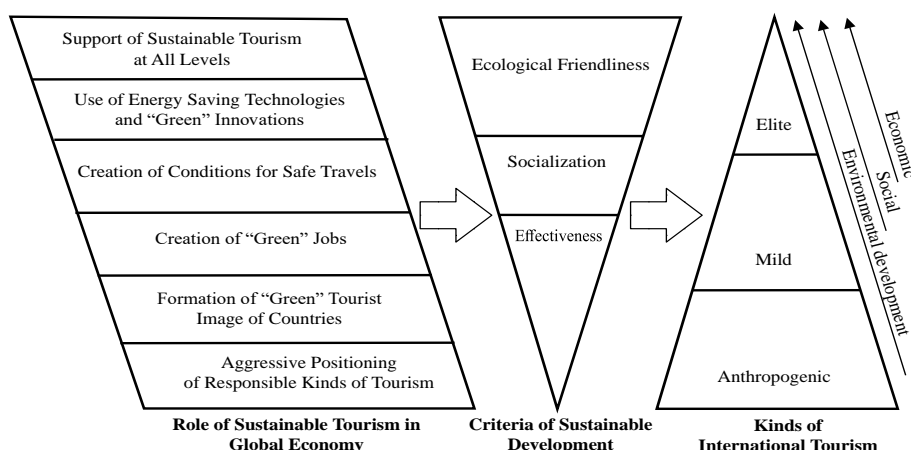 Support of Sustainable Tourism
at All Levels
Use of Energy Saving Technologies
and “Green” Innovations
Creation of Conditions for Safe Travels
Creation of “Green” Jobs
Formation of “Green” Tourist
Image of Countries
Aggressive Positioning
of Responsible Kinds of Tourism
Role of Sustainable Tourism in
Global Economy
Ecological Friendliness
Socialization
Effectiveness
Criteria of Sustainable
Development
Elite
Mild
Anthropogenic
Economic
Social
Environmental development
Kinds of
International Tourism